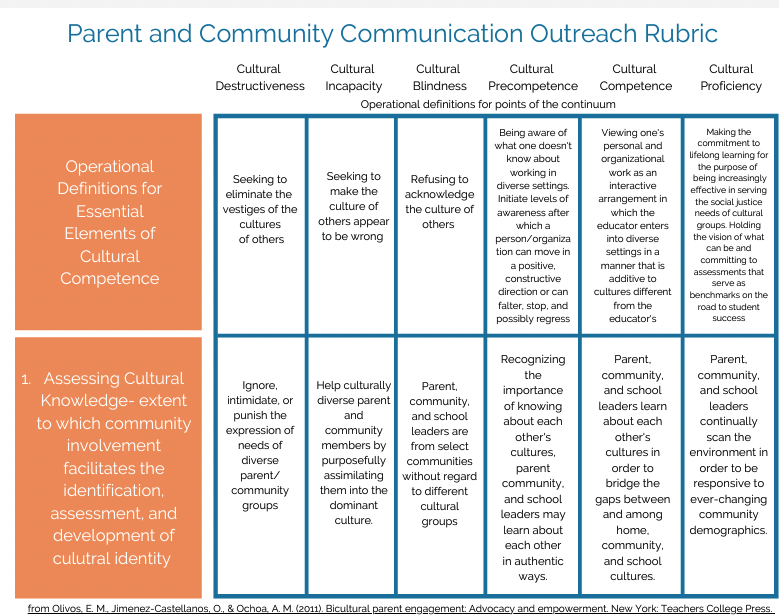 Parent and Community Communication Outreach Rubric
Cultural
Destructiveness
Cultural
Incapacity
Cultural
Blindness
Cultural
Precompetence
Cultural
Competence
Cultural
Proficiency
Operational definitions for points of the continuum
Operational
Definitions for
Essential
Elements of
Cultural
Competence
Seeking to
eliminate the
vestiges of the
cultures
of others
Seeking to
make the
culture of
others appear
to be wrong
Refusing to
acknowledge
the culture of
others
Being aware of
what one doesn't
know about
working in
diverse settings.
Initiate levels of
awareness after
which a
person/organiza
tion can move in
a positive,
constructive
direction or can
falter, stop, and
possibly regress
Viewing one's
personal and
organizational
work as an
interactive
arrangement in
which the
educator enters
into diverse
settings in a
manner that is
additive to
cultures different
from the
educator's
Making the
commitment to
lifelong learning for
the purpose of
being increasingly
effective in serving
the social justice
needs of cultural
groups. Holding
the vision of what
can be and
committing to
assessments that
serve as
benchmarks on the
road to student
success
1. Assessing Cultural
Knowledge- extent
to which community
involvement
facilitates the
identification,
assessment, and
development of
culutral identity
Ignore,
intimidate, or
punish the
expression of
needs of
diverse
parent/
community
groups
Help culturally
diverse parent
and
community
members by
purposefully
assimilating
them into the
dominant
culture.
Parent,
community,
and school
leaders are
from select
communities
without regard
to different
cultural
groups
Recognizing
the
importance
of knowing
about each
other's
cultures,
parent
community,
and school
leaders may
learn about
each other
in authentic
ways.
Parent,
community,
and school
leaders learn
about each
other's
cultures in
order to
bridge the
gaps between
and among
home,
community,
and school
cultures.
Parent,
community,
and school
leaders
continually
scan the
environment in
order to be
responsive to
ever-changing
community
demographics.
from Olivos, E. M., Jimenez-Castellanos, O., & Ochoa, A. M. (2011). Bicultural parent engagement: Advocacy and empowerment. New York: Teachers College Press.